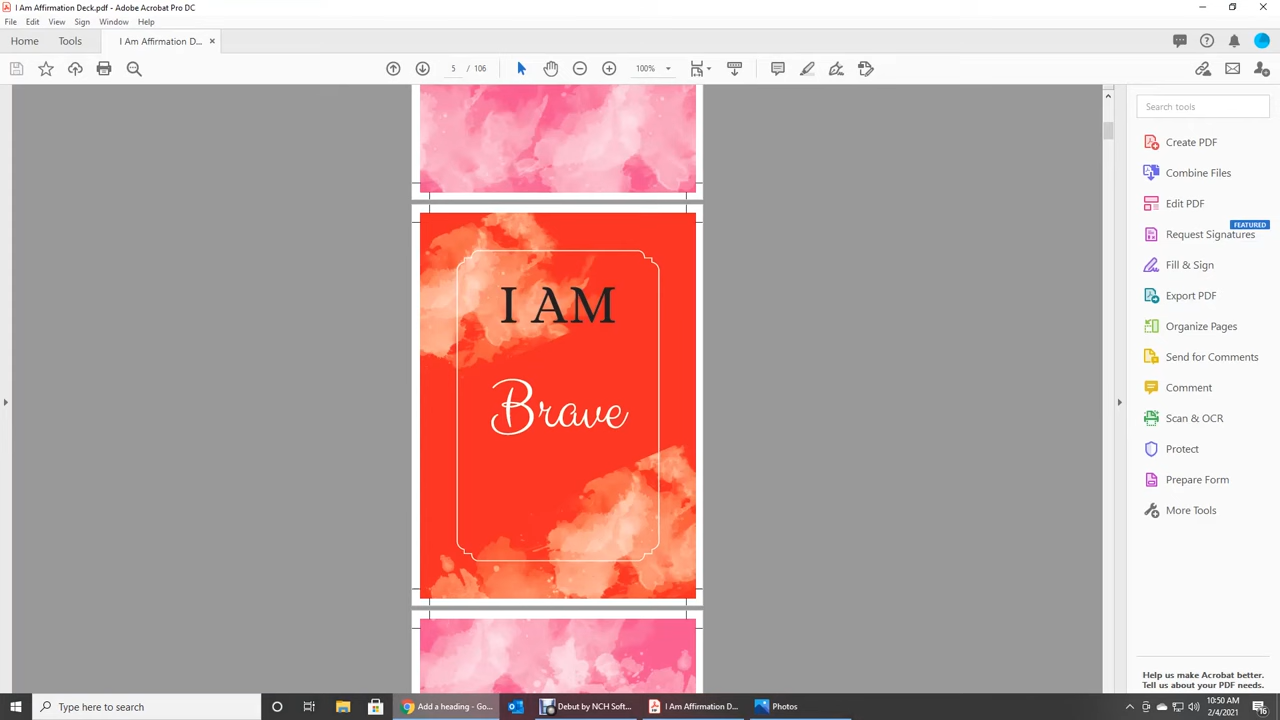 I Am Affirmation Deck.pdf - Adobe Acrobat Pro DC
File Edit View Sign Window Help
Home Tools I Am Affirmation D... ×
5 / 106 100%
Search tools
Create PDF
Combine Files
Edit PDF
FEATURED
Request Signatures
Fill & Sign
Export PDF
Organize Pages
Send for Comments
Comment
Scan & OCR
Protect
Prepare Form
More Tools
I AM
Brave
Help us make Acrobat better.
Tell us about your PDF needs.
Type here to search
Add a heading - Go...
Debut by NCH Soft...
I Am Affirmation D...
Photos
10:50 AM
2/4/2021
16